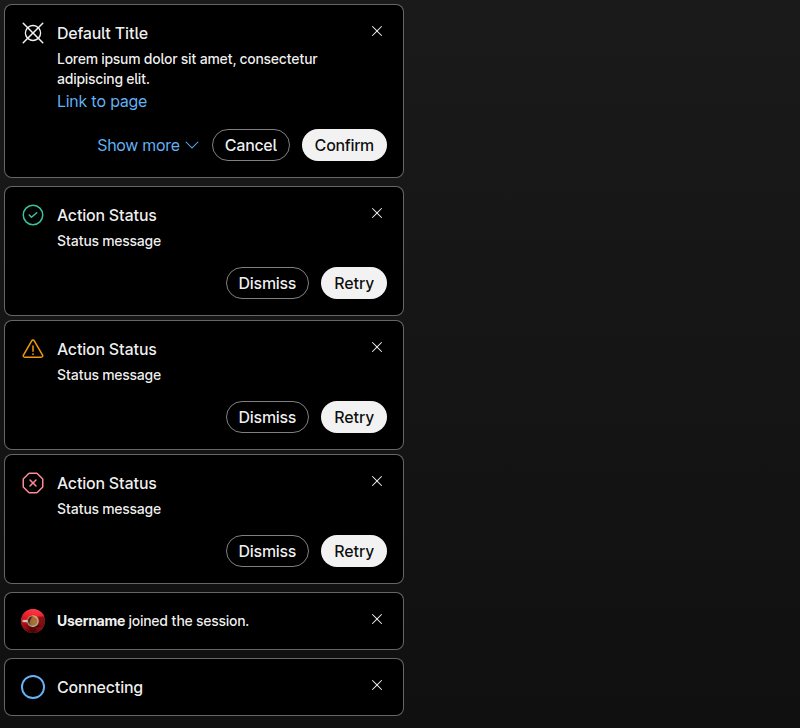 Default Title
Lorem ipsum dolor sit amet, consectetur
adipiscing elit.
Link to page
Show more Cancel Confirm
Action Status
Status message
Dismiss Retry
Action Status
Status message
Dismiss Retry
Action Status
Status message
Dismiss Retry
Username joined the session.
Connecting